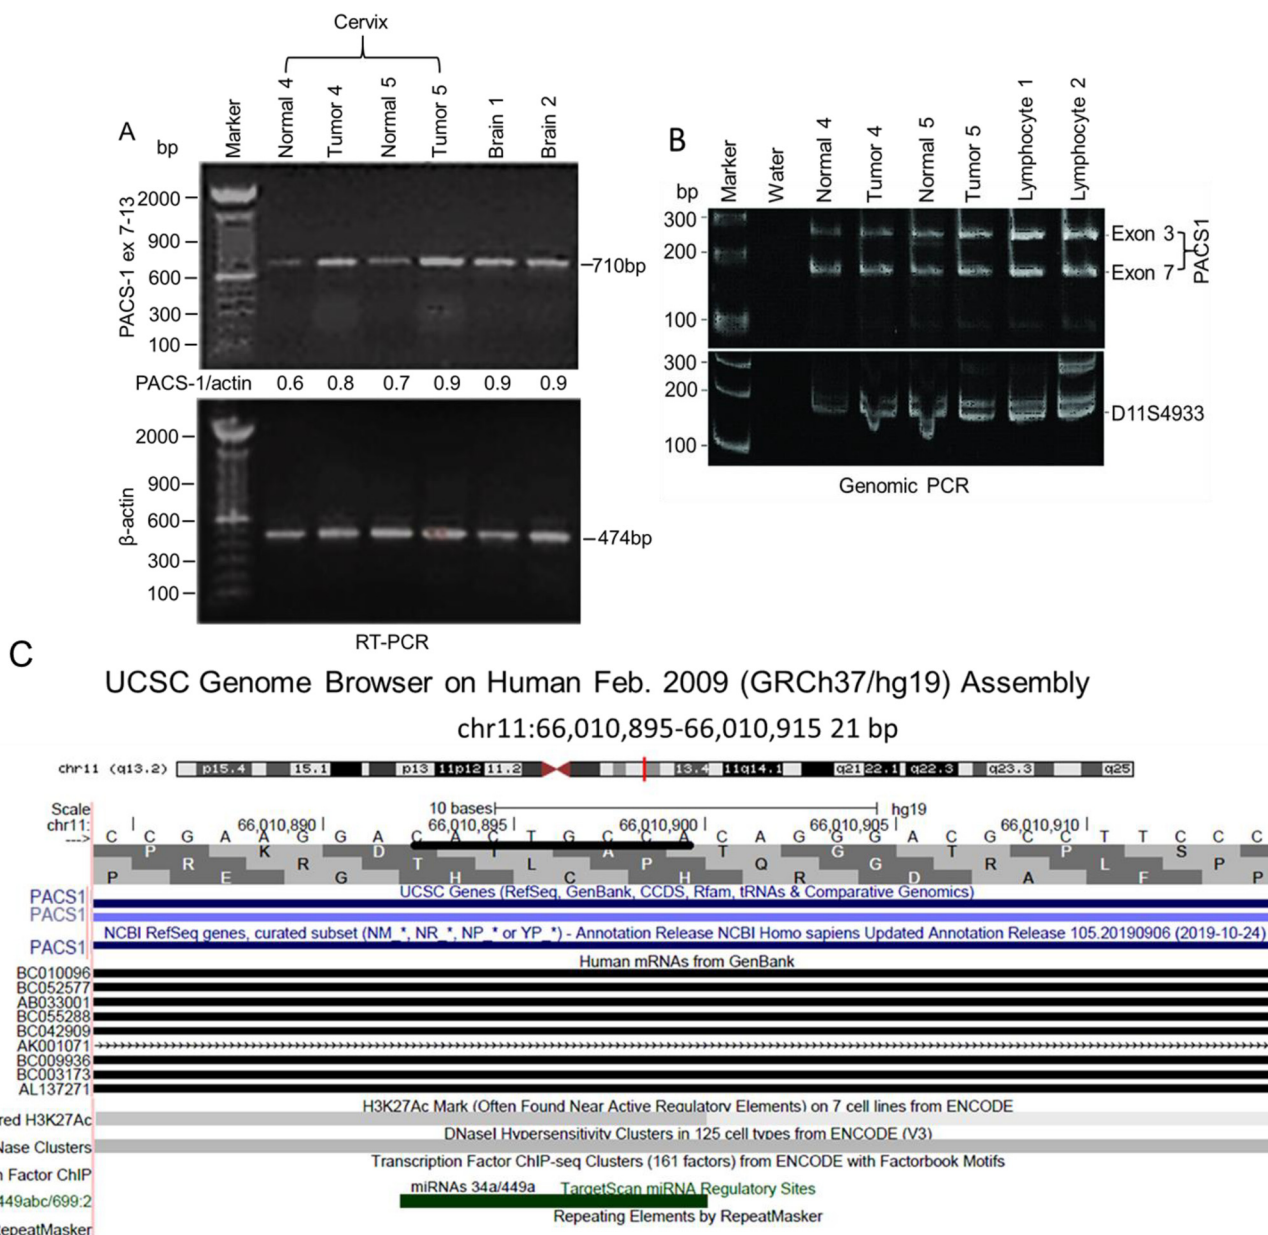 Cervix
A
bp
Marker
Normal 4
Tumor 4
Normal 5
Tumor 5
Brain 1
Brain 2
PACS-1 ex 7-13
2000
900
600
300
100
710bp
PACS-1/actin 0.6 0.8 0.7 0.9 0.9 0.9
β-actin
2000
900
600
300
100
474bp
RT-PCR
B
bp
Marker
Water
Normal 4
Tumor 4
Normal 5
Tumor 5
Lymphocyte 1
Lymphocyte 2
300
200
100
Exon 3
Exon 7
PACS1
300
200
100
D11S4933
Genomic PCR
C
UCSC Genome Browser on Human Feb. 2009 (GRCh37/hg19) Assembly
chr11:66,010,895-66,010,915 21 bp
chr11 (q13.2) p15.4 15.1 p13 11p12 11.2 13.4 11q14.1 q21 22.1 q22.3 q23.3 q25
Scale 10 bases hg19
chr11: 66,010,890 66,010,895 66,010,900 66,010,905 66,010,910
---> C C G A A G G A C A C T G C C A C A G G G A C G C C T T C C C
P K D T A T G T P S
R R T L P Q G R L P
P E G H C H R D A F P
UCSC Genes (RefSeq, GenBank, CCDS, Rfam, tRNAs & Comparative Genomics)
PACS1
PACS1
NCBI RefSeq genes, curated subset (NM_*, NR_*, NP_* or YP_*) - Annotation Release NCBI Homo sapiens Updated Annotation Release 105.20190906 (2019-10-24)
PACS1
Human mRNAs from GenBank
BC010096
BC052577
AB033001
BC055288
BC042909
AK001071
BC009936
BC003173
AL137271
H3K27Ac Mark (Often Found Near Active Regulatory Elements) on 7 cell lines from ENCODE
red H3K27Ac
DNaseI Hypersensitivity Clusters in 125 cell types from ENCODE (V3)
Nase Clusters
Transcription Factor ChIP-seq Clusters (161 factors) from ENCODE with Factorbook Motifs
n Factor ChIP
miRNAs 34a/449a TargetScan miRNA Regulatory Sites
449abc/699:2
Repeating Elements by RepeatMasker
RepeatMasker